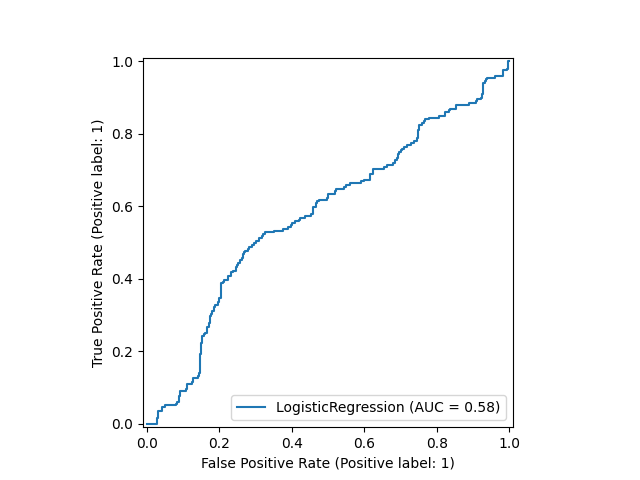 1.0
0.8
0.6
0.4
0.2
0.0
True Positive Rate (Positive label: 1)
LogisticRegression (AUC = 0.58)
0.0 0.2 0.4 0.6 0.8 1.0
False Positive Rate (Positive label: 1)